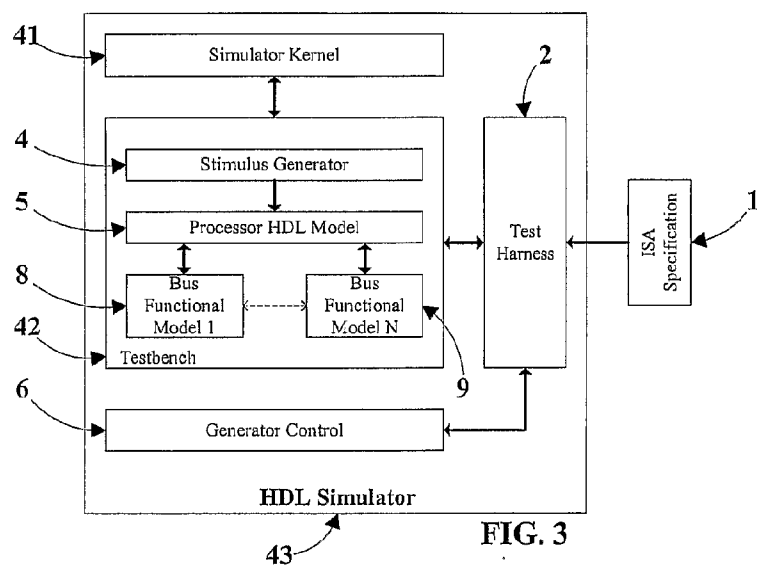 41
Simulator Kernel
2
4
Stimulus Generator
5
Processor HDL Model
Test
Harness
ISA
Specification
1
8
Bus
Functional
Model 1
Bus
Functional
Model N
42
Testbench
9
6
Generator Control
HDL Simulator
FIG. 3
43